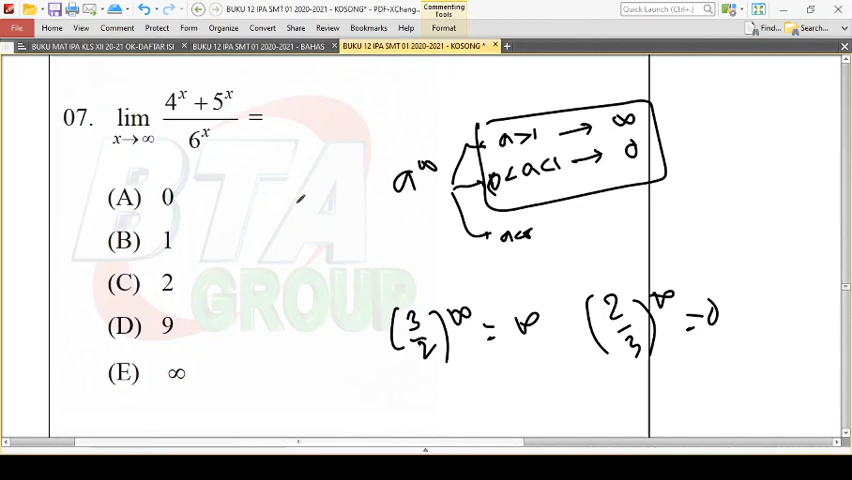 BUKU 12 IPA SMT 01 2020-2021 - KOSONG* - PDF-XChang
Commenting Tools
Quick Launch (Ctrl+.)
File Home View Comment Protect Form Organize Convert Share Review Bookmarks Help Format Find... Search...
BUKU MAT IPA KLS XII 20-21 OK-DAFTAR ISI BUKU 12 IPA SMT 01 2020-2021 - BAHAS BUKU 12 IPA SMT 01 2020-2021 - KOSONG *
07. lim x→∞ (4^x + 5^x)/6^x =
(A) 0
(B) 1
(C) 2
(D) 9
(E) ∞
BTA
GROUP
a^∞
a>1 → ∞
0<a<1 → 0
(3/2)^∞ = ∞
(2/3)^∞ = 0